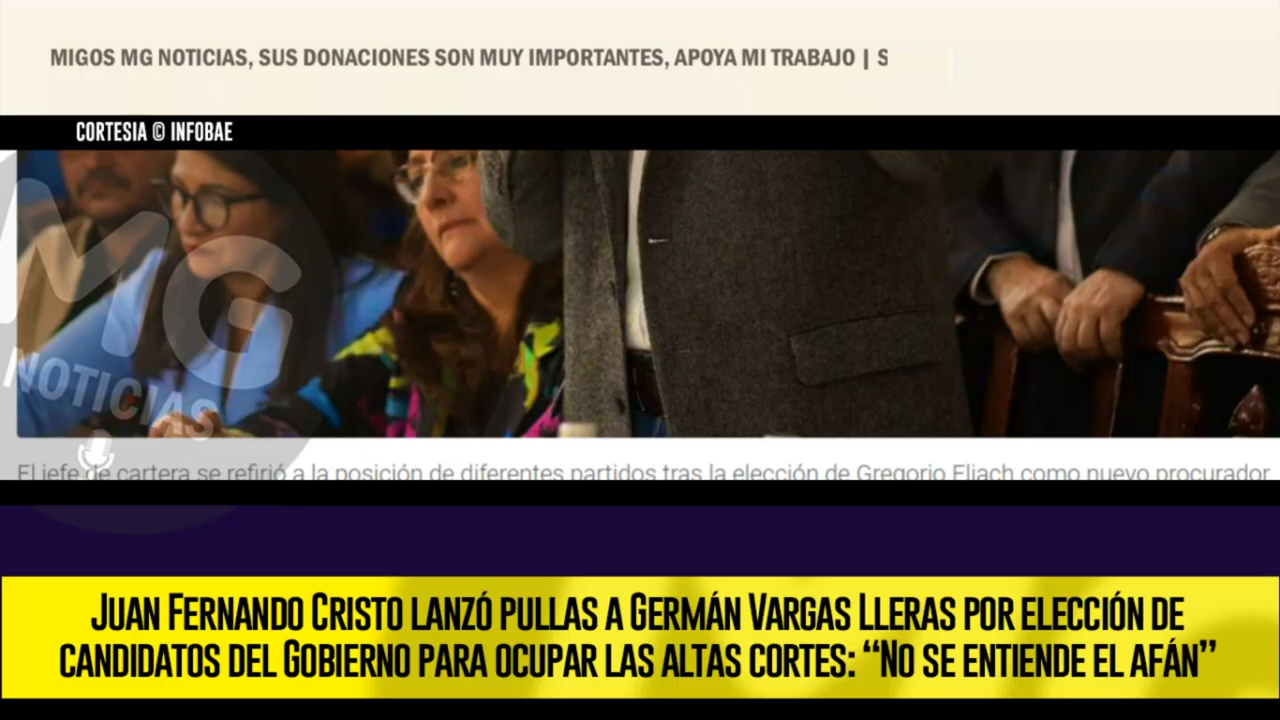 MIGOS MG NOTICIAS, SUS DONACIONES SON MUY IMPORTANTES, APOYA MI TRABAJO | S
CORTESIA © INFOBAE
MG
NOTICIAS
El jefe de cartera se refirió a la posición de diferentes partidos tras la elección de Gregorio Eljach como nuevo procurador
JUAN FERNANDO CRISTO LANZÓ PULLAS A GERMÁN VARGAS LLERAS POR ELECCIÓN DE
CANDIDATOS DEL GOBIERNO PARA OCUPAR LAS ALTAS CORTES: “NO SE ENTIENDE EL AFÁN”